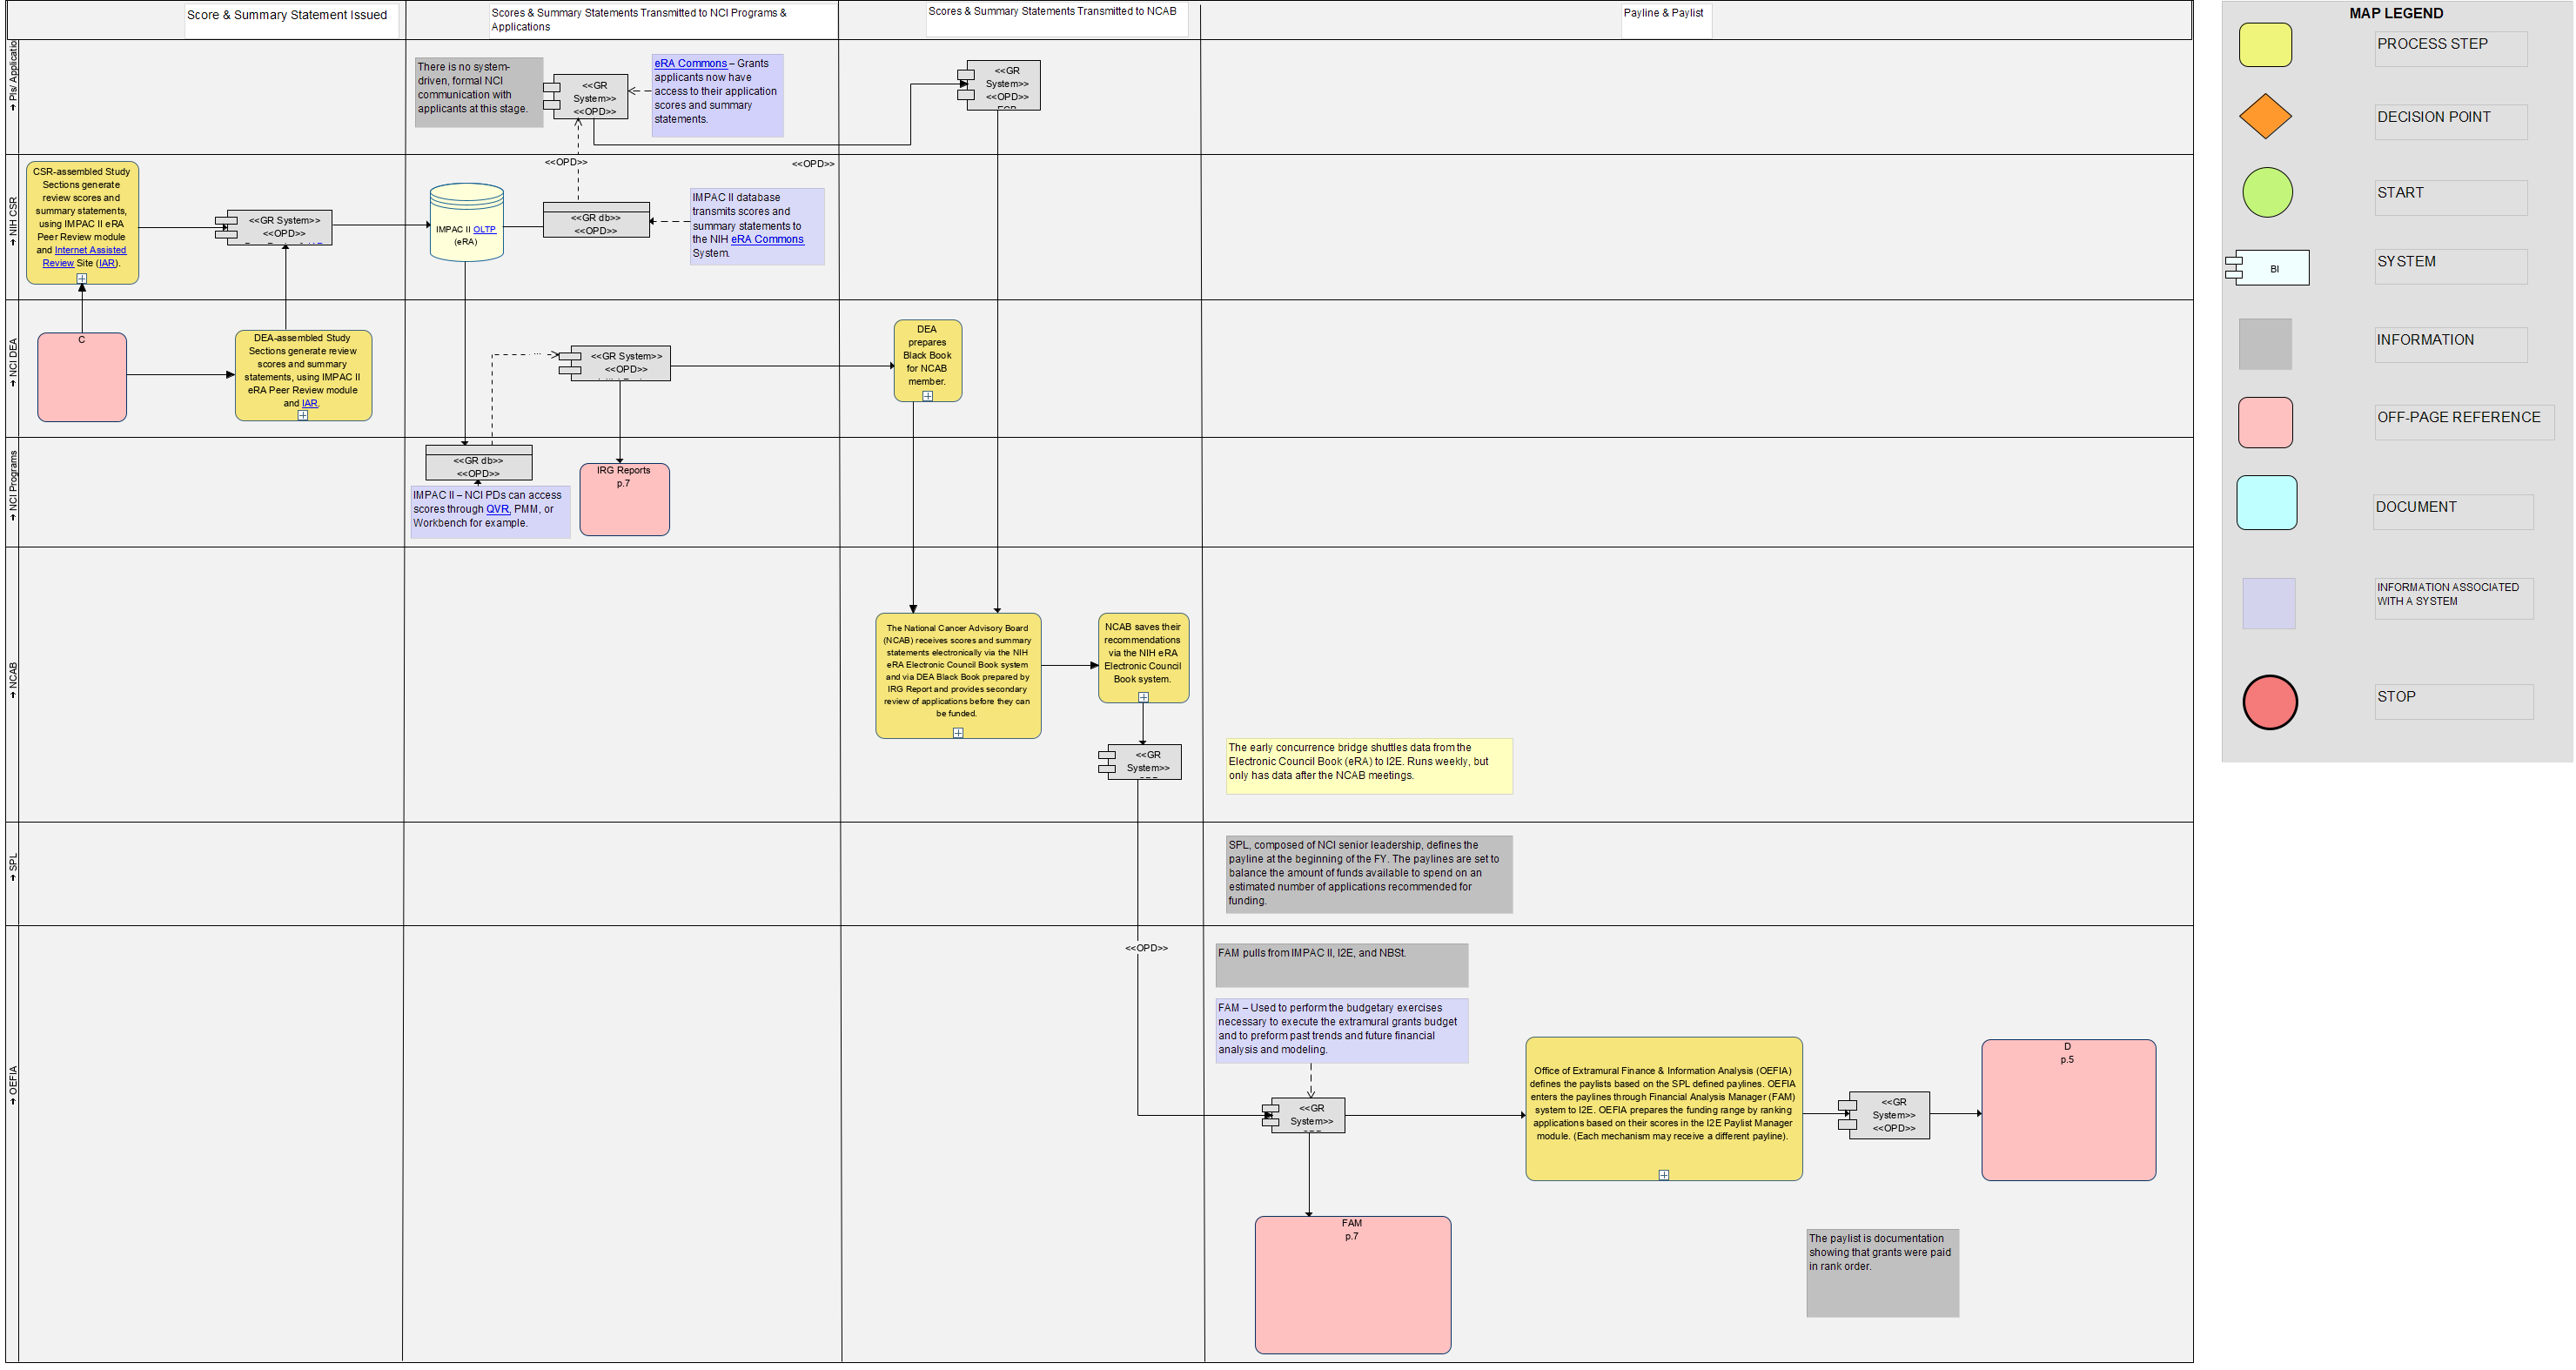 Score & Summary Statement Issued
Scores & Summary Statements Transmitted to NCI Programs &
Applications
Scores & Summary Statements Transmitted to NCAB
Payline & Paylist
PIs/ Applicatio
There is no system-
driven, formal NCI
communication with
applicants at this stage.
<<GR
System>>
<<OPD>>
eRA Commons – Grants
applicants now have
access to their application
scores and summary
statements.
<<GR
System>>
<<OPD>>
<<OPD>>
<<OPD>>
NIH CSR
CSR-assembled Study
Sections generate
review scores and
summary statements,
using IMPAC II eRA
Peer Review module
and Internet Assisted
Review Site (IAR).
<<GR System>>
<<OPD>>
IMPAC II OLTP
(eRA)
<<GR db>>
<<OPD>>
IMPAC II database
transmits scores and
summary statements to
the NIH eRA Commons
System.
NCI DEA
C
DEA-assembled Study
Sections generate review
scores and summary
statements, using IMPAC II
eRA Peer Review module
and IAR.
...
<<GR System>>
<<OPD>>
DEA
prepares
Black Book
for NCAB
member.
NCI Programs
<<GR db>>
<<OPD>>
IMPAC II – NCI PDs can access
scores through QVR, PMM, or
Workbench for example.
IRG Reports
p.7
NCAB
The National Cancer Advisory Board
(NCAB) receives scores and summary
statements electronically via the NIH
eRA Electronic Council Book system
and via DEA Black Book prepared by
IRG Report and provides secondary
review of applications before they can
be funded.
NCAB saves their
recommendations
via the NIH eRA
Electronic Council
Book system.
<<GR
System>>
The early concurrence bridge shuttles data from the
Electronic Council Book (eRA) to I2E. Runs weekly, but
only has data after the NCAB meetings.
SPL
SPL, composed of NCI senior leadership, defines the
payline at the beginning of the FY. The paylines are set to
balance the amount of funds available to spend on an
estimated number of applications recommended for
funding.
OEFIA
<<OPD>>
FAM pulls from IMPAC II, I2E, and NBSt.
FAM – Used to perform the budgetary exercises
necessary to execute the extramural grants budget
and to preform past trends and future financial
analysis and modeling.
<<GR
System>>
Office of Extramural Finance & Information Analysis (OEFIA)
defines the paylists based on the SPL defined paylines. OEFIA
enters the paylines through Financial Analysis Manager (FAM)
system to I2E. OEFIA prepares the funding range by ranking
applications based on their scores in the I2E Paylist Manager
module. (Each mechanism may receive a different payline).
<<GR
System>>
<<OPD>>
D
p.5
FAM
p.7
The paylist is documentation
showing that grants were paid
in rank order.
MAP LEGEND
PROCESS STEP
DECISION POINT
START
BI
SYSTEM
INFORMATION
OFF-PAGE REFERENCE
DOCUMENT
INFORMATION ASSOCIATED
WITH A SYSTEM
STOP